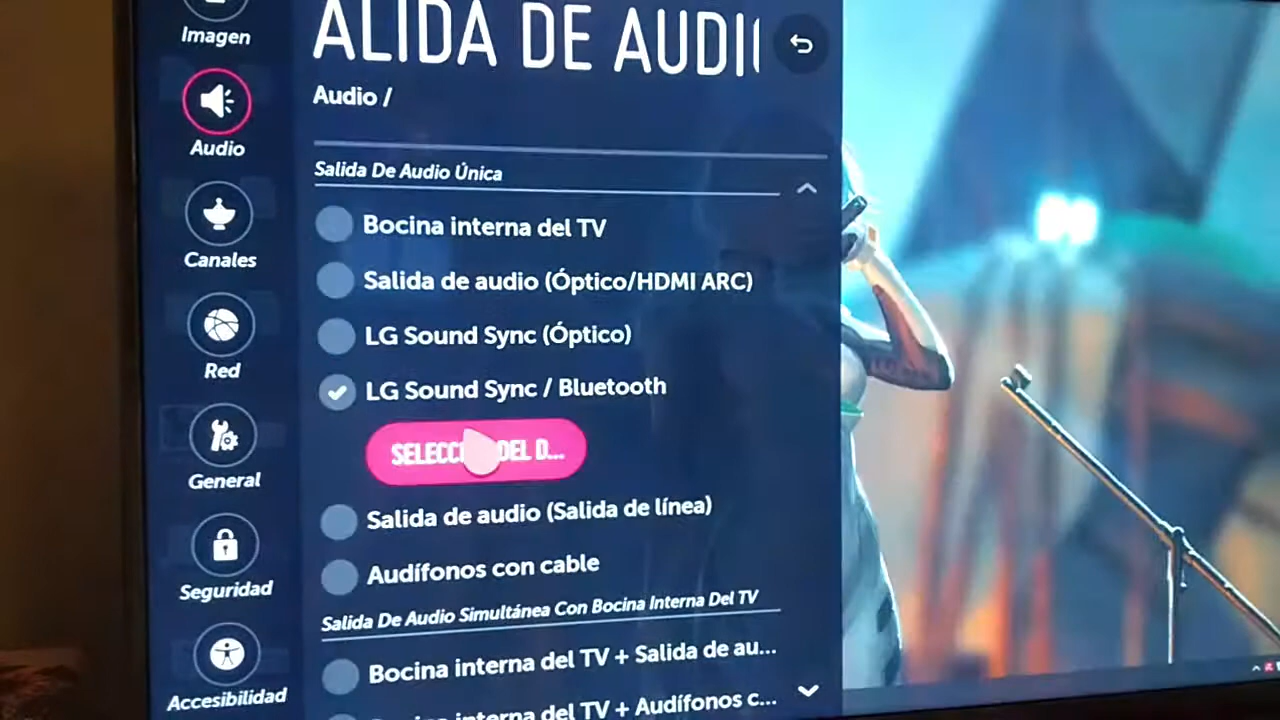 Imagen
Audio
Canales
Red
General
Seguridad
Accesibilidad
ALIDA DE AUDI
Audio /
Salida De Audio Única
Bocina interna del TV
Salida de audio (Óptico/HDMI ARC)
LG Sound Sync (Óptico)
LG Sound Sync / Bluetooth
SELECCI DEL D...
Salida de audio (Salida de línea)
Audífonos con cable
Salida De Audio Simultánea Con Bocina Interna Del TV
Bocina interna del TV + Salida de au...
interna del TV + Audífonos c...